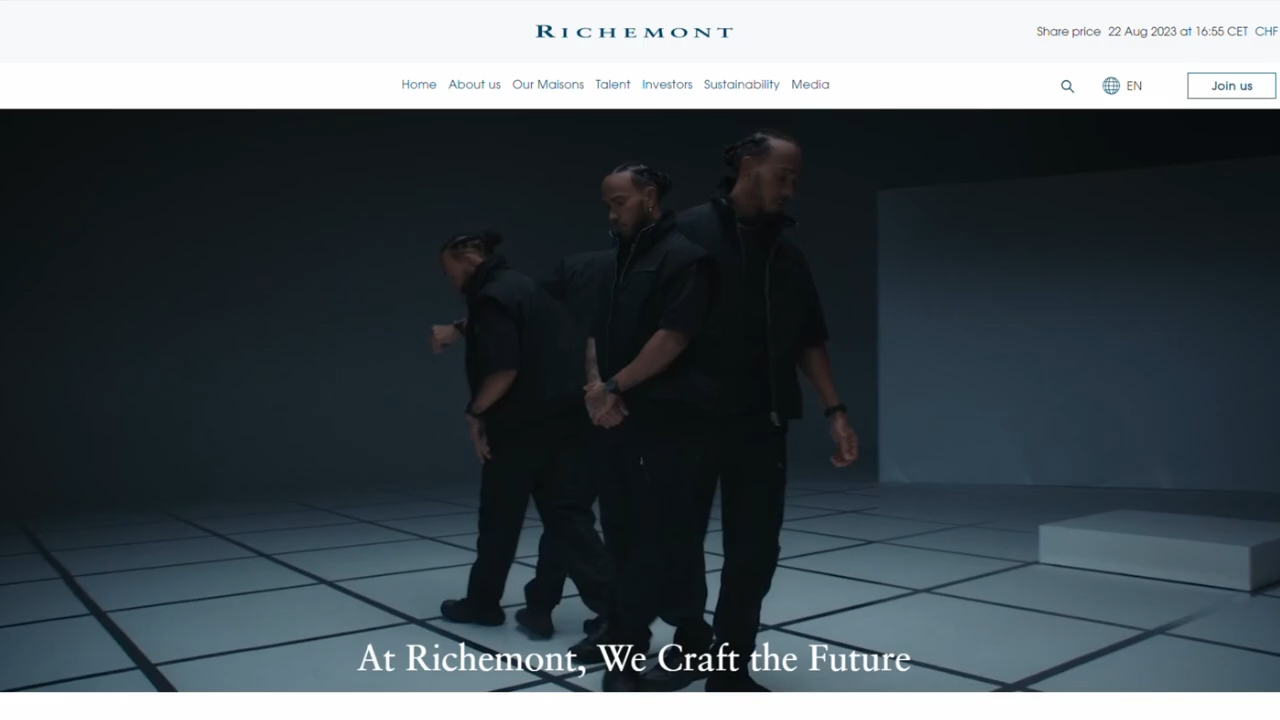 RICHEMONT
Share price 22 Aug 2023 at 16:55 CET CHF
Home About us Our Maisons Talent Investors Sustainability Media
EN
Join us
At Richemont, We Craft the Future